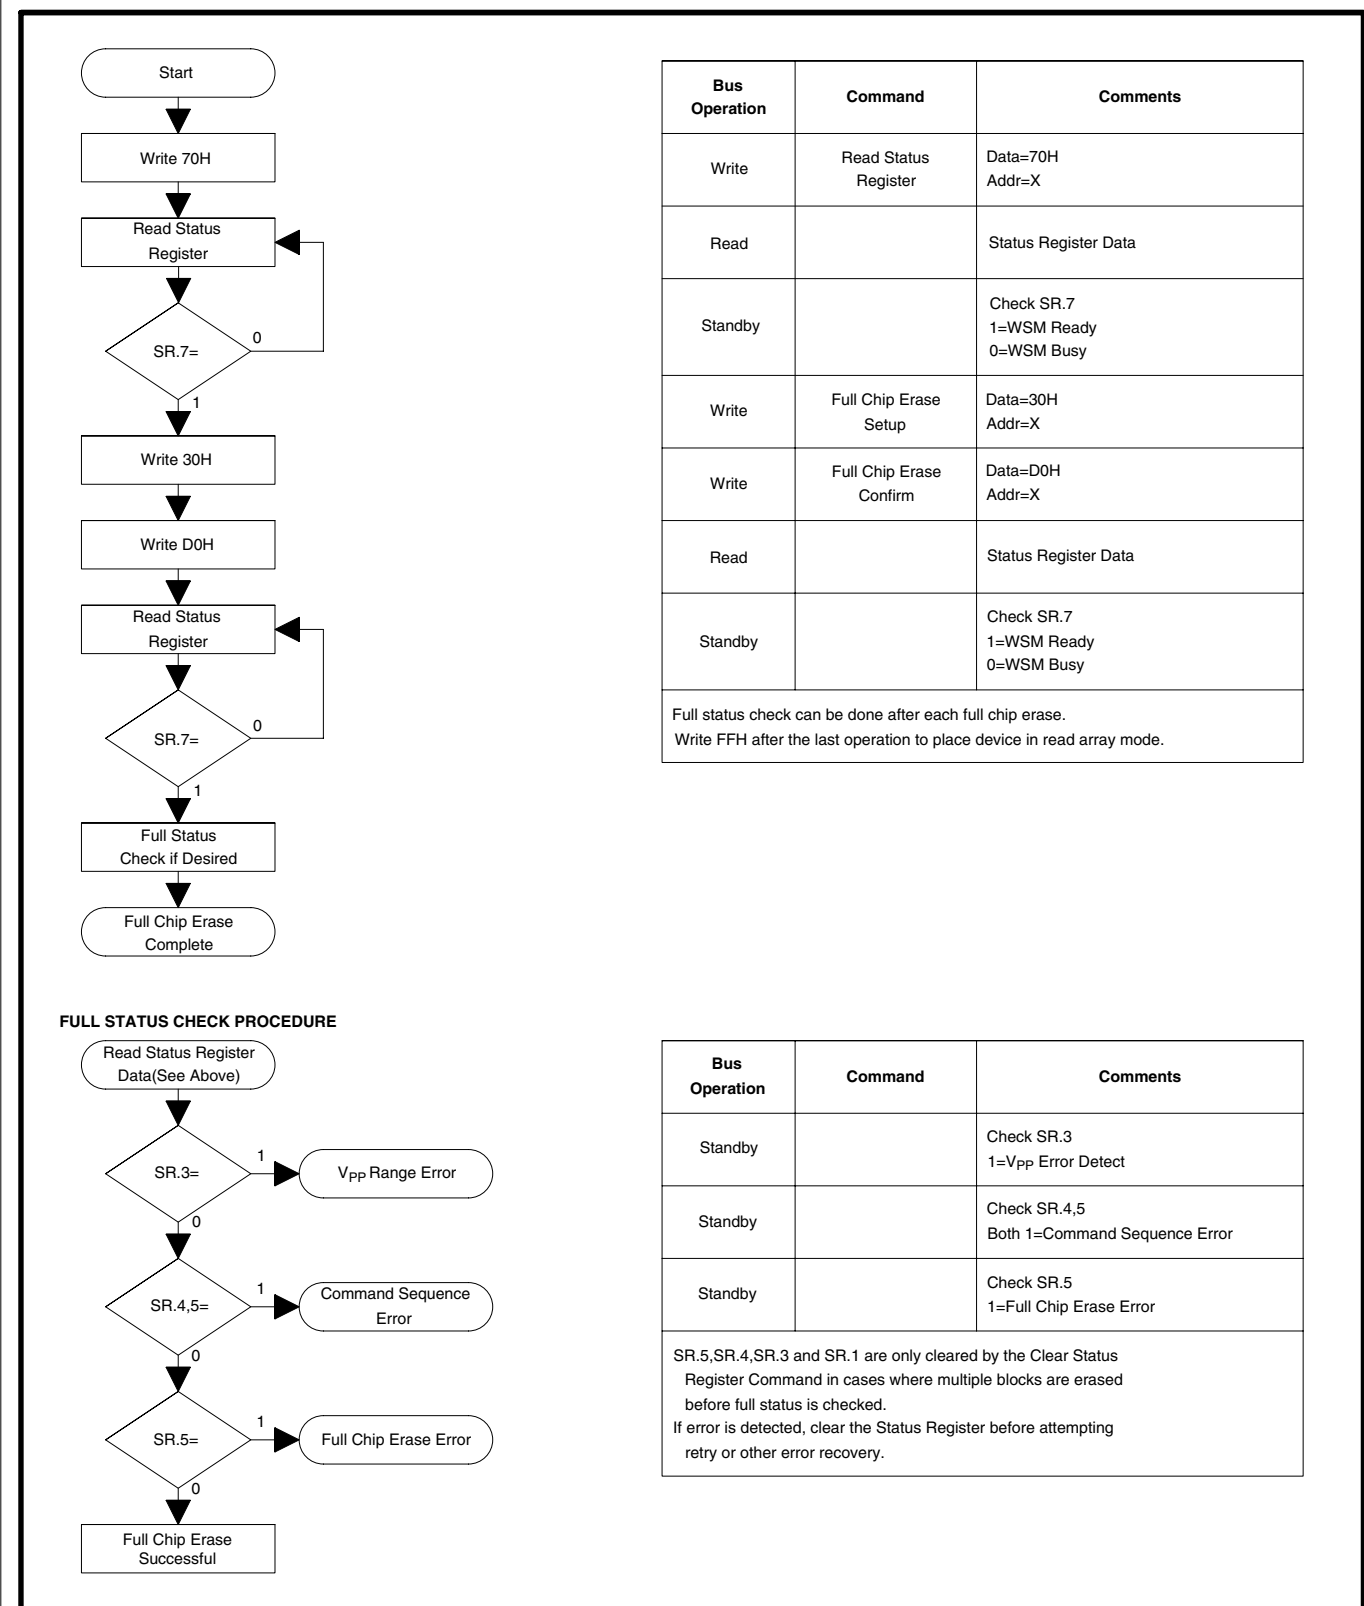 Start
Write 70H
Read Status
Register
SR.7=
0
1
Write 30H
Write D0H
Read Status
Register
SR.7=
0
1
Full Status
Check if Desired
Full Chip Erase
Complete
Bus
Operation
Command
Comments
Write
Read Status
Register
Data=70H
Addr=X
Read
Status Register Data
Standby
Check SR.7
1=WSM Ready
0=WSM Busy
Write
Full Chip Erase
Setup
Data=30H
Addr=X
Write
Full Chip Erase
Confirm
Data=D0H
Addr=X
Read
Status Register Data
Standby
Check SR.7
1=WSM Ready
0=WSM Busy
Full status check can be done after each full chip erase.
Write FFH after the last operation to place device in read array mode.
FULL STATUS CHECK PROCEDURE
Read Status Register
Data(See Above)
SR.3=
1
VPP Range Error
0
SR.4,5=
1
Command Sequence
Error
0
SR.5=
1
Full Chip Erase Error
0
Full Chip Erase
Successful
Bus
Operation
Command
Comments
Standby
Check SR.3
1=VPP Error Detect
Standby
Check SR.4,5
Both 1=Command Sequence Error
Standby
Check SR.5
1=Full Chip Erase Error
SR.5,SR.4,SR.3 and SR.1 are only cleared by the Clear Status
Register Command in cases where multiple blocks are erased
before full status is checked.
If error is detected, clear the Status Register before attempting
retry or other error recovery.